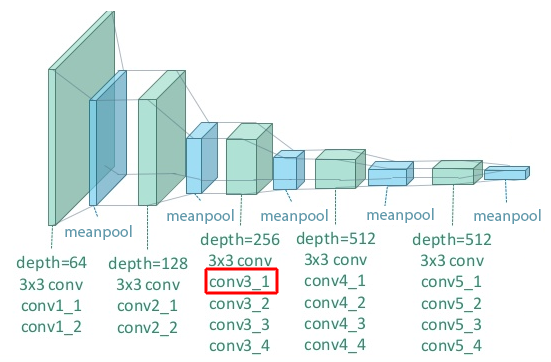 meanpool
meanpool
meanpool
meanpool
meanpool
depth=64
3x3 conv
conv1_1
conv1_2
depth=128
3x3 conv
conv2_1
conv2_2
depth=256
3x3 conv
conv3_1
conv3_2
conv3_3
conv3_4
depth=512
3x3 conv
conv4_1
conv4_2
conv4_3
conv4_4
depth=512
3x3 conv
conv5_1
conv5_2
conv5_3
conv5_4